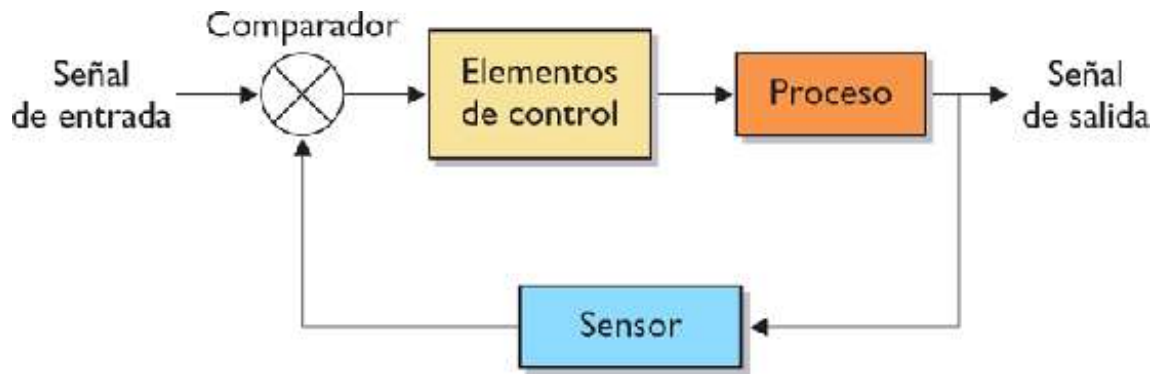 Comparador
Señal
de entrada
Elementos
de control
Proceso
Señal
de salida
Sensor